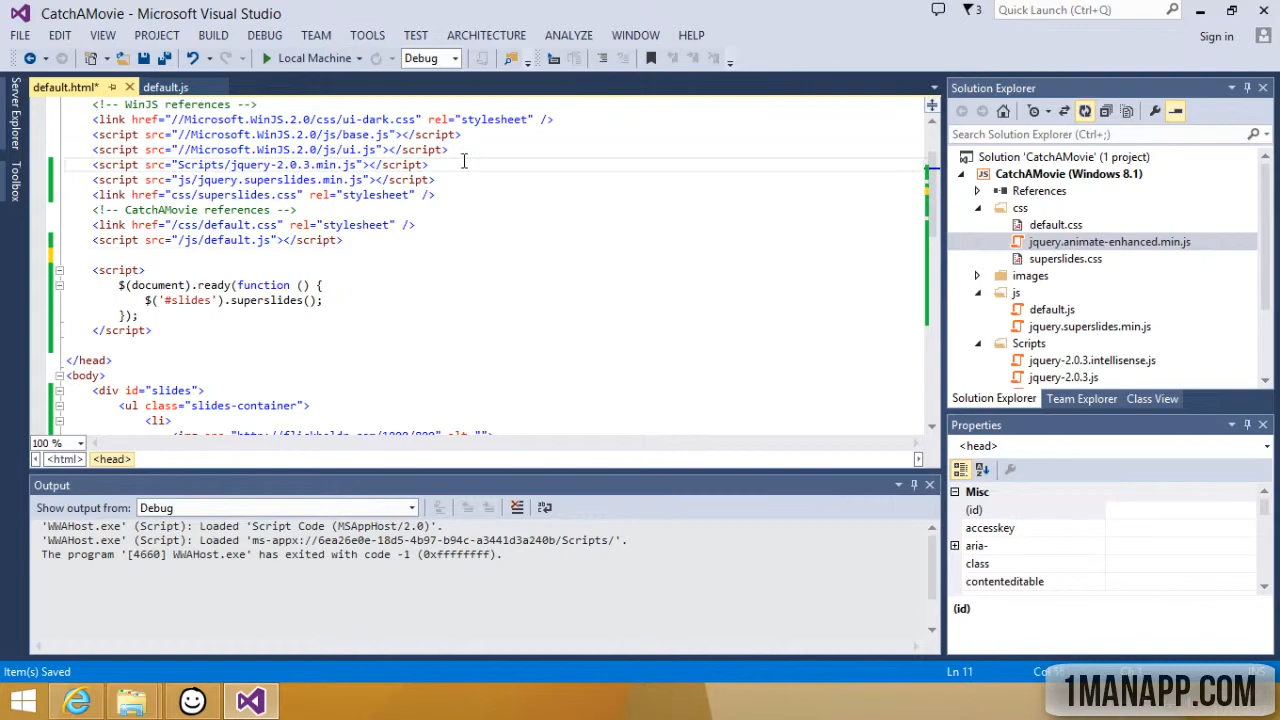 CatchAMovie - Microsoft Visual Studio
3
Quick Launch (Ctrl+Q)
FILE EDIT VIEW PROJECT BUILD DEBUG TEAM TOOLS TEST ARCHITECTURE ANALYZE WINDOW HELP
Sign in
Local Machine Debug
Server Explorer
Toolbox
default.html* default.js
<!-- WinJS references -->
<link href="//Microsoft.WinJS.2.0/css/ui-dark.css" rel="stylesheet" />
<script src="//Microsoft.WinJS.2.0/js/base.js"></script>
<script src="//Microsoft.WinJS.2.0/js/ui.js"></script>
<script src="Scripts/jquery-2.0.3.min.js"></script>
<script src="js/jquery.superslides.min.js"></script>
<link href="css/superslides.css" rel="stylesheet" />
<!-- CatchAMovie references -->
<link href="/css/default.css" rel="stylesheet" />
<script src="/js/default.js"></script>
<script>
$(document).ready(function () {
$('#slides').superslides();
});
</script>
</head>
<body>
<div id="slides">
<ul class="slides-container">
<li>
100 %
<html> <head>
Output
Show output from: Debug
'WWAHost.exe' (Script): Loaded 'Script Code (MSAppHost/2.0)'.
'WWAHost.exe' (Script): Loaded 'ms-appx://6ea26e0e-18d5-4b97-b94c-a3441d3a240b/Scripts/'.
The program '[4660] WWAHost.exe' has exited with code -1 (0xffffffff).
Solution Explorer
Search Solution Explorer (Ctrl+;)
Solution 'CatchAMovie' (1 project)
JS CatchAMovie (Windows 8.1)
References
css
default.css
jquery.animate-enhanced.min.js
superslides.css
images
js
default.js
jquery.superslides.min.js
Scripts
jquery-2.0.3.intellisense.js
jquery-2.0.3.js
Solution Explorer Team Explorer Class View
Properties
<head>
Misc
(id)
accesskey
aria-
class
contenteditable
(id)
Item(s) Saved
Ln 11
1MANAPP.COM